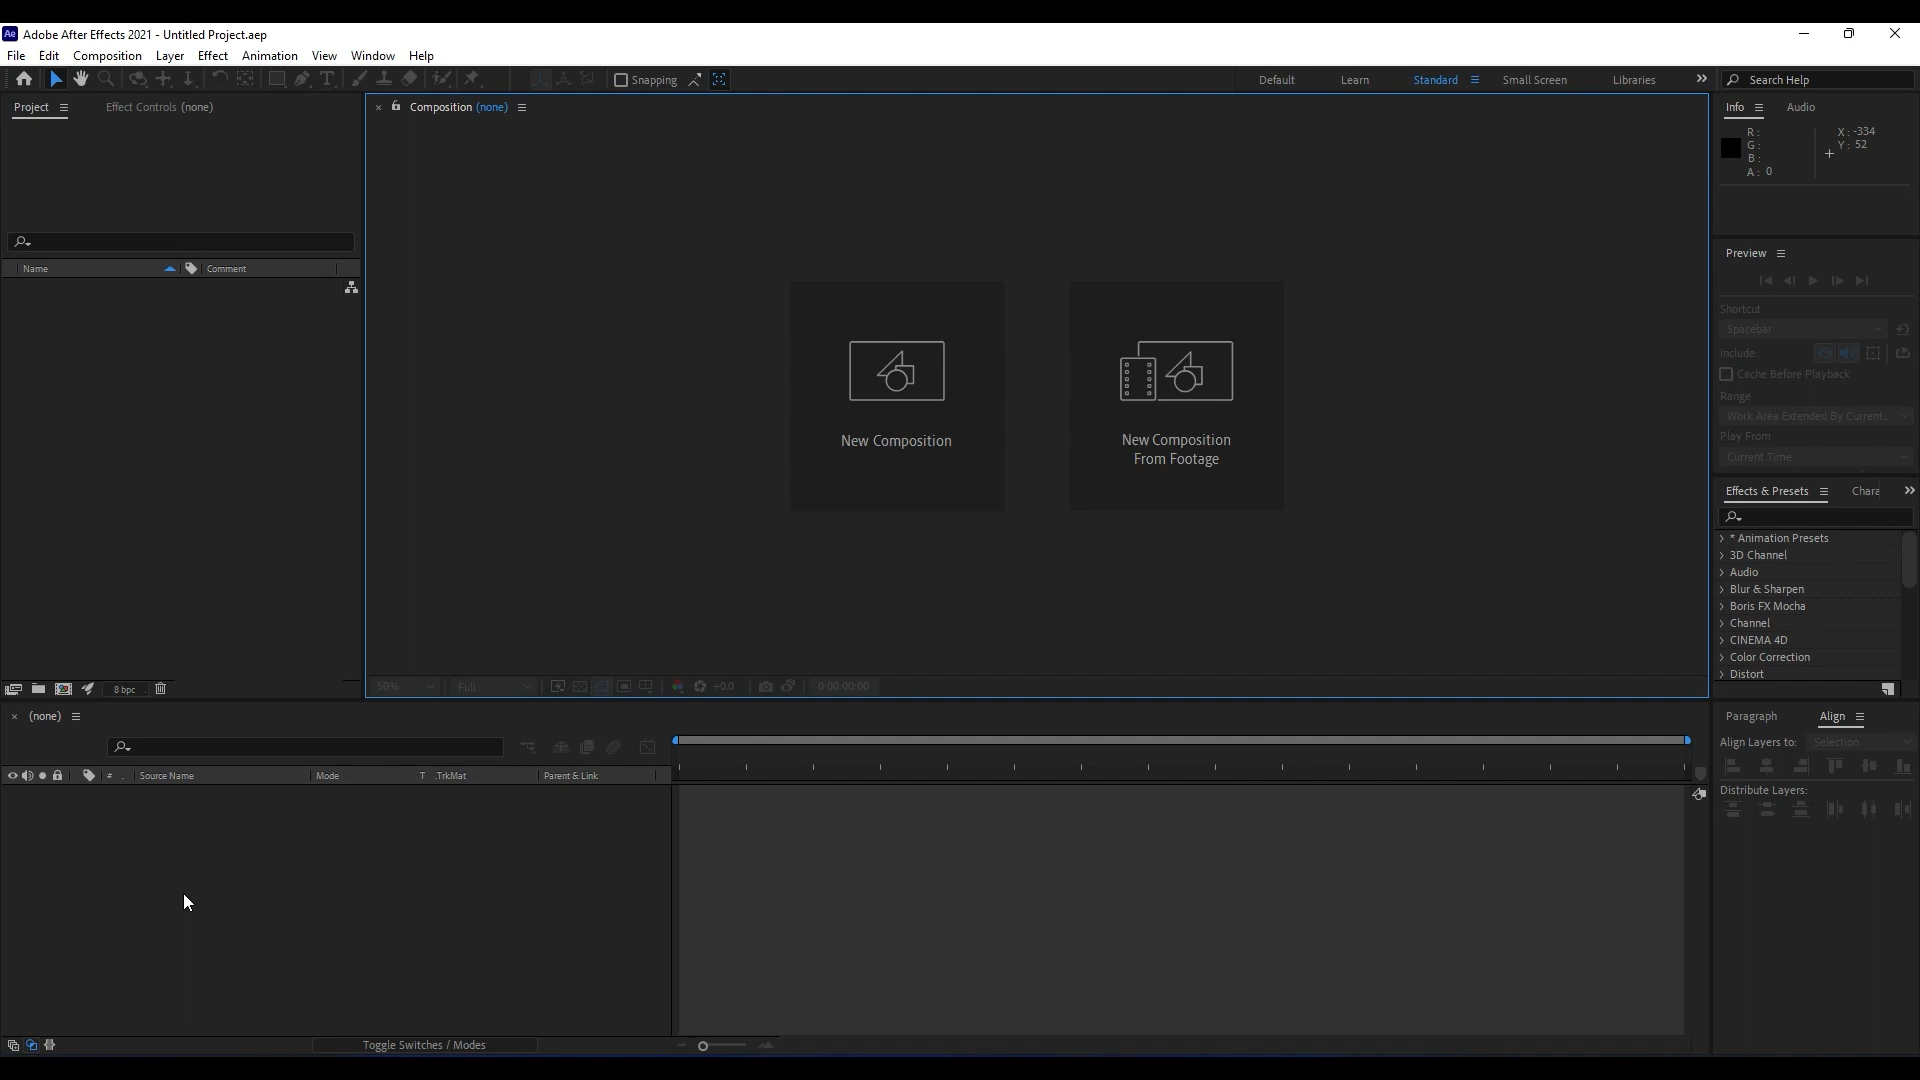 Ae Adobe After Effects 2021 - Untitled Project.aep
File Edit Composition Layer Effect Animation View Window Help
Snapping
Default Learn Standard Small Screen Libraries
Search Help
Project Effect Controls (none)
Name Comment
8 bpc
Composition (none)
New Composition
New Composition
From Footage
50% Full +0.0 0:00:00:00
Info Audio
R: X: -334
G: Y: 52
B:
A: 0
Preview
Shortcut
Spacebar
Include:
Cache Before Playback
Range
Work Area Extended By Current...
Play From
Current Time
Effects & Presets Chara
* Animation Presets
3D Channel
Audio
Blur & Sharpen
Boris FX Mocha
Channel
CINEMA 4D
Color Correction
Distort
(none)
# . Source Name Mode T .TrkMat Parent & Link
Toggle Switches / Modes
Paragraph Align
Align Layers to: Selection
Distribute Layers: